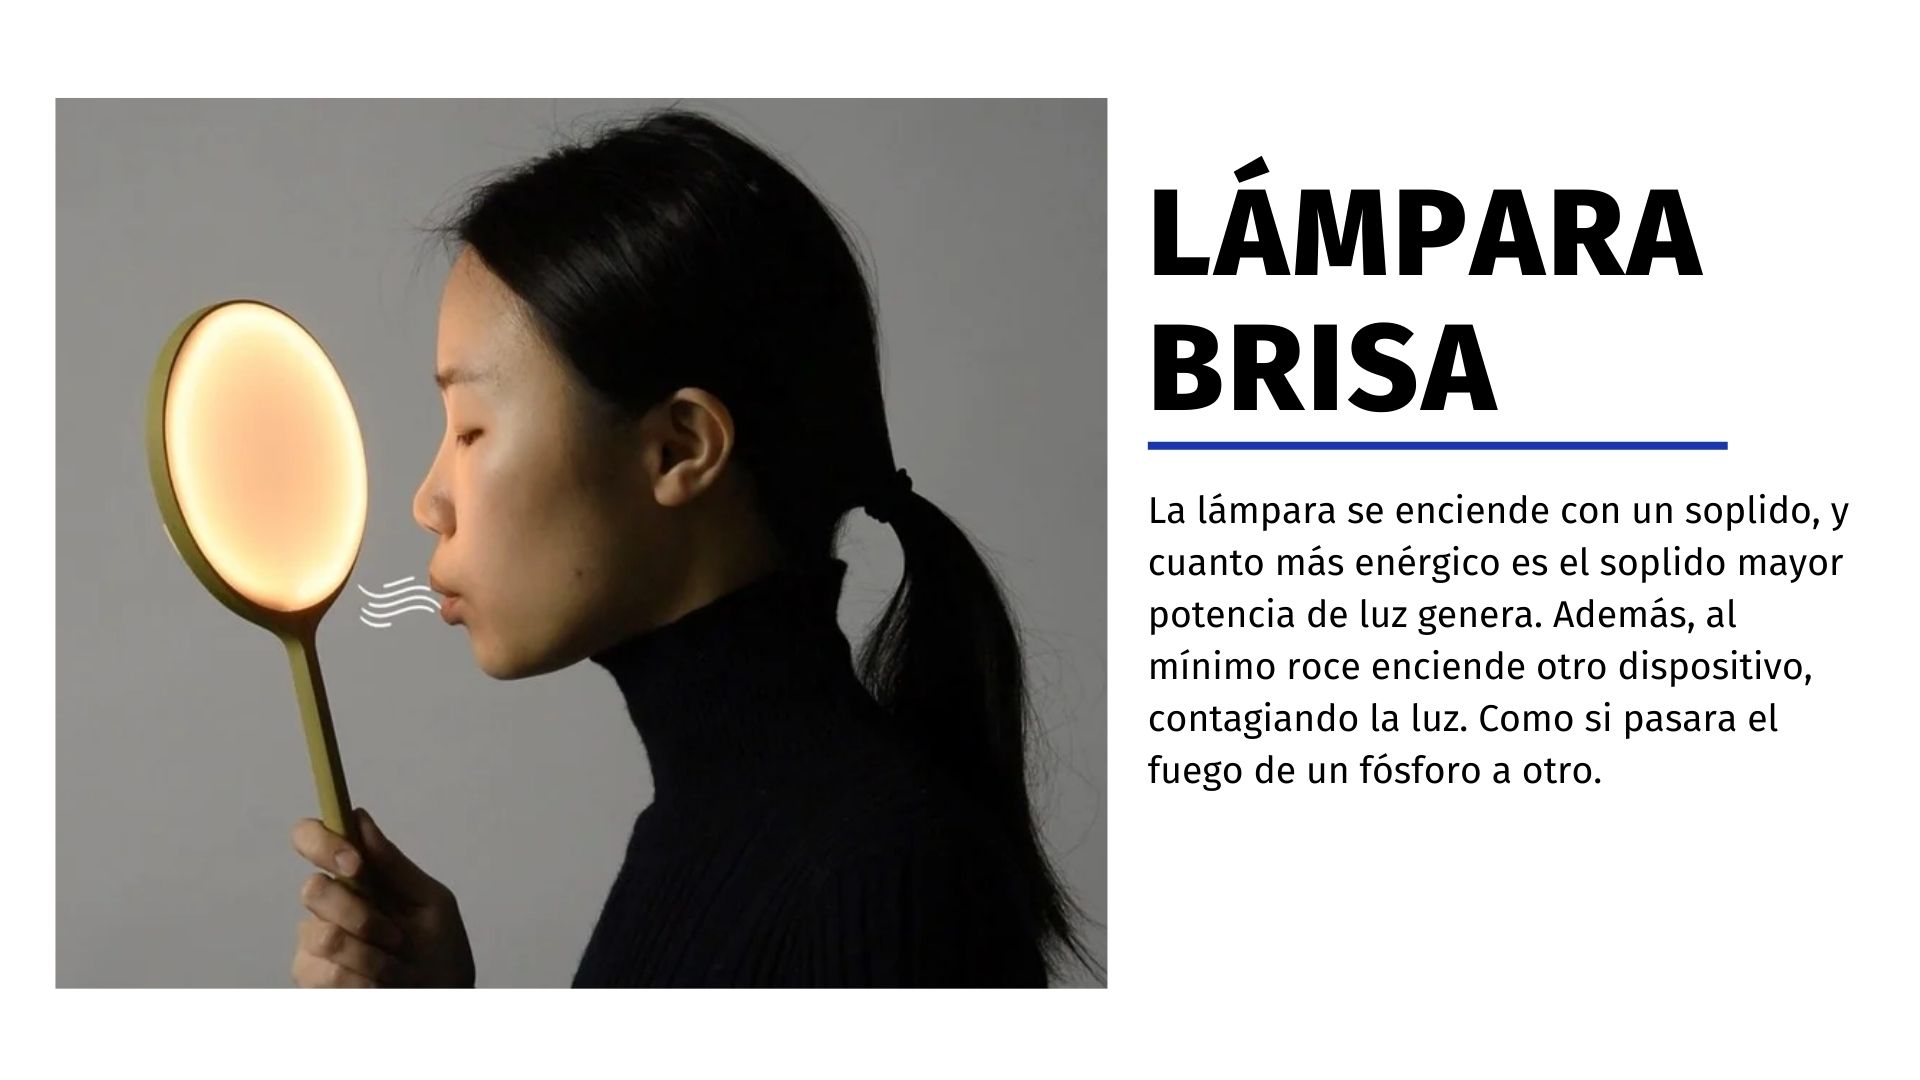 LÁMPARA
BRISA
La lámpara se enciende con un soplido, y
cuanto más enérgico es el soplido mayor
potencia de luz genera. Además, al
mínimo roce enciende otro dispositivo,
contagiando la luz. Como si pasara el
fuego de un fósforo a otro.